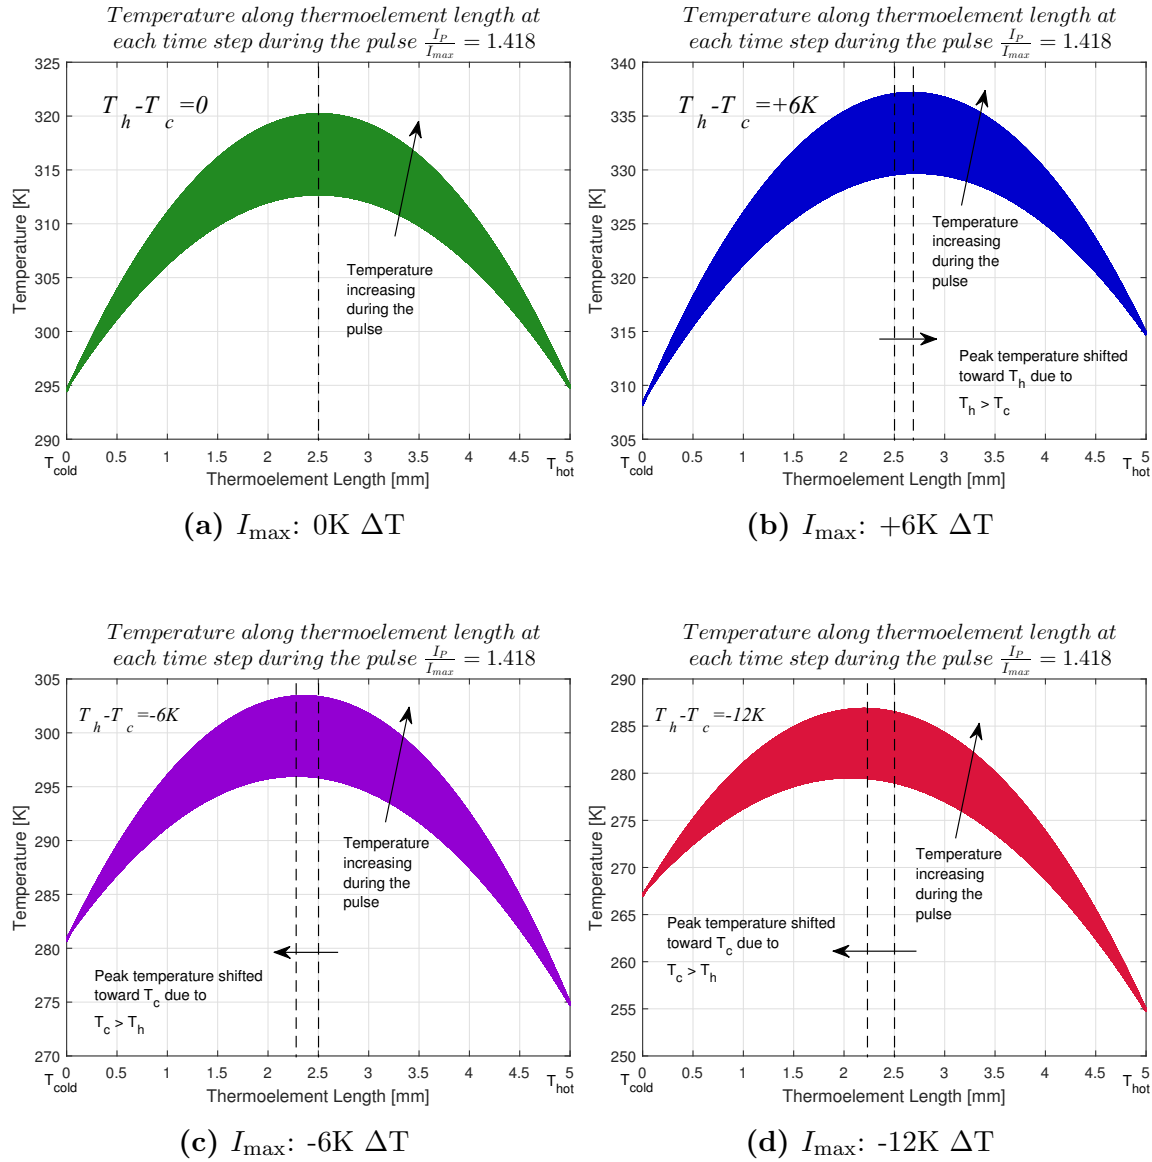 Temperature along thermoelement length at
each time step during the pulse I_P/I_max = 1.418
T_h-T_c=0
325
320
315
310
305
300
295
290
Temperature [K]
Temperature
increasing
during the
pulse
0 0.5 1 1.5 2 2.5 3 3.5 4 4.5 5
T_cold
T_hot
Thermoelement Length [mm]
(a) I_max: 0K ΔT
Temperature along thermoelement length at
each time step during the pulse I_P/I_max = 1.418
T_h-T_c=+6K
340
335
330
325
320
315
310
305
Temperature [K]
Temperature
increasing
during the
pulse
Peak temperature shifted
toward T_h due to
T_h > T_c
0 0.5 1 1.5 2 2.5 3 3.5 4 4.5 5
T_cold
T_hot
Thermoelement Length [mm]
(b) I_max: +6K ΔT
Temperature along thermoelement length at
each time step during the pulse I_P/I_max = 1.418
T_h-T_c=-6K
305
300
295
290
285
280
275
270
Temperature [K]
Temperature
increasing
during the
pulse
Peak temperature shifted
toward T_c due to
T_c > T_h
0 0.5 1 1.5 2 2.5 3 3.5 4 4.5 5
T_cold
T_hot
Thermoelement Length [mm]
(c) I_max: -6K ΔT
Temperature along thermoelement length at
each time step during the pulse I_P/I_max = 1.418
T_h-T_c=-12K
290
285
280
275
270
265
260
255
250
Temperature [K]
Temperature
increasing
during the
pulse
Peak temperature shifted
toward T_c due to
T_c > T_h
0 0.5 1 1.5 2 2.5 3 3.5 4 4.5 5
T_cold
T_hot
Thermoelement Length [mm]
(d) I_max: -12K ΔT